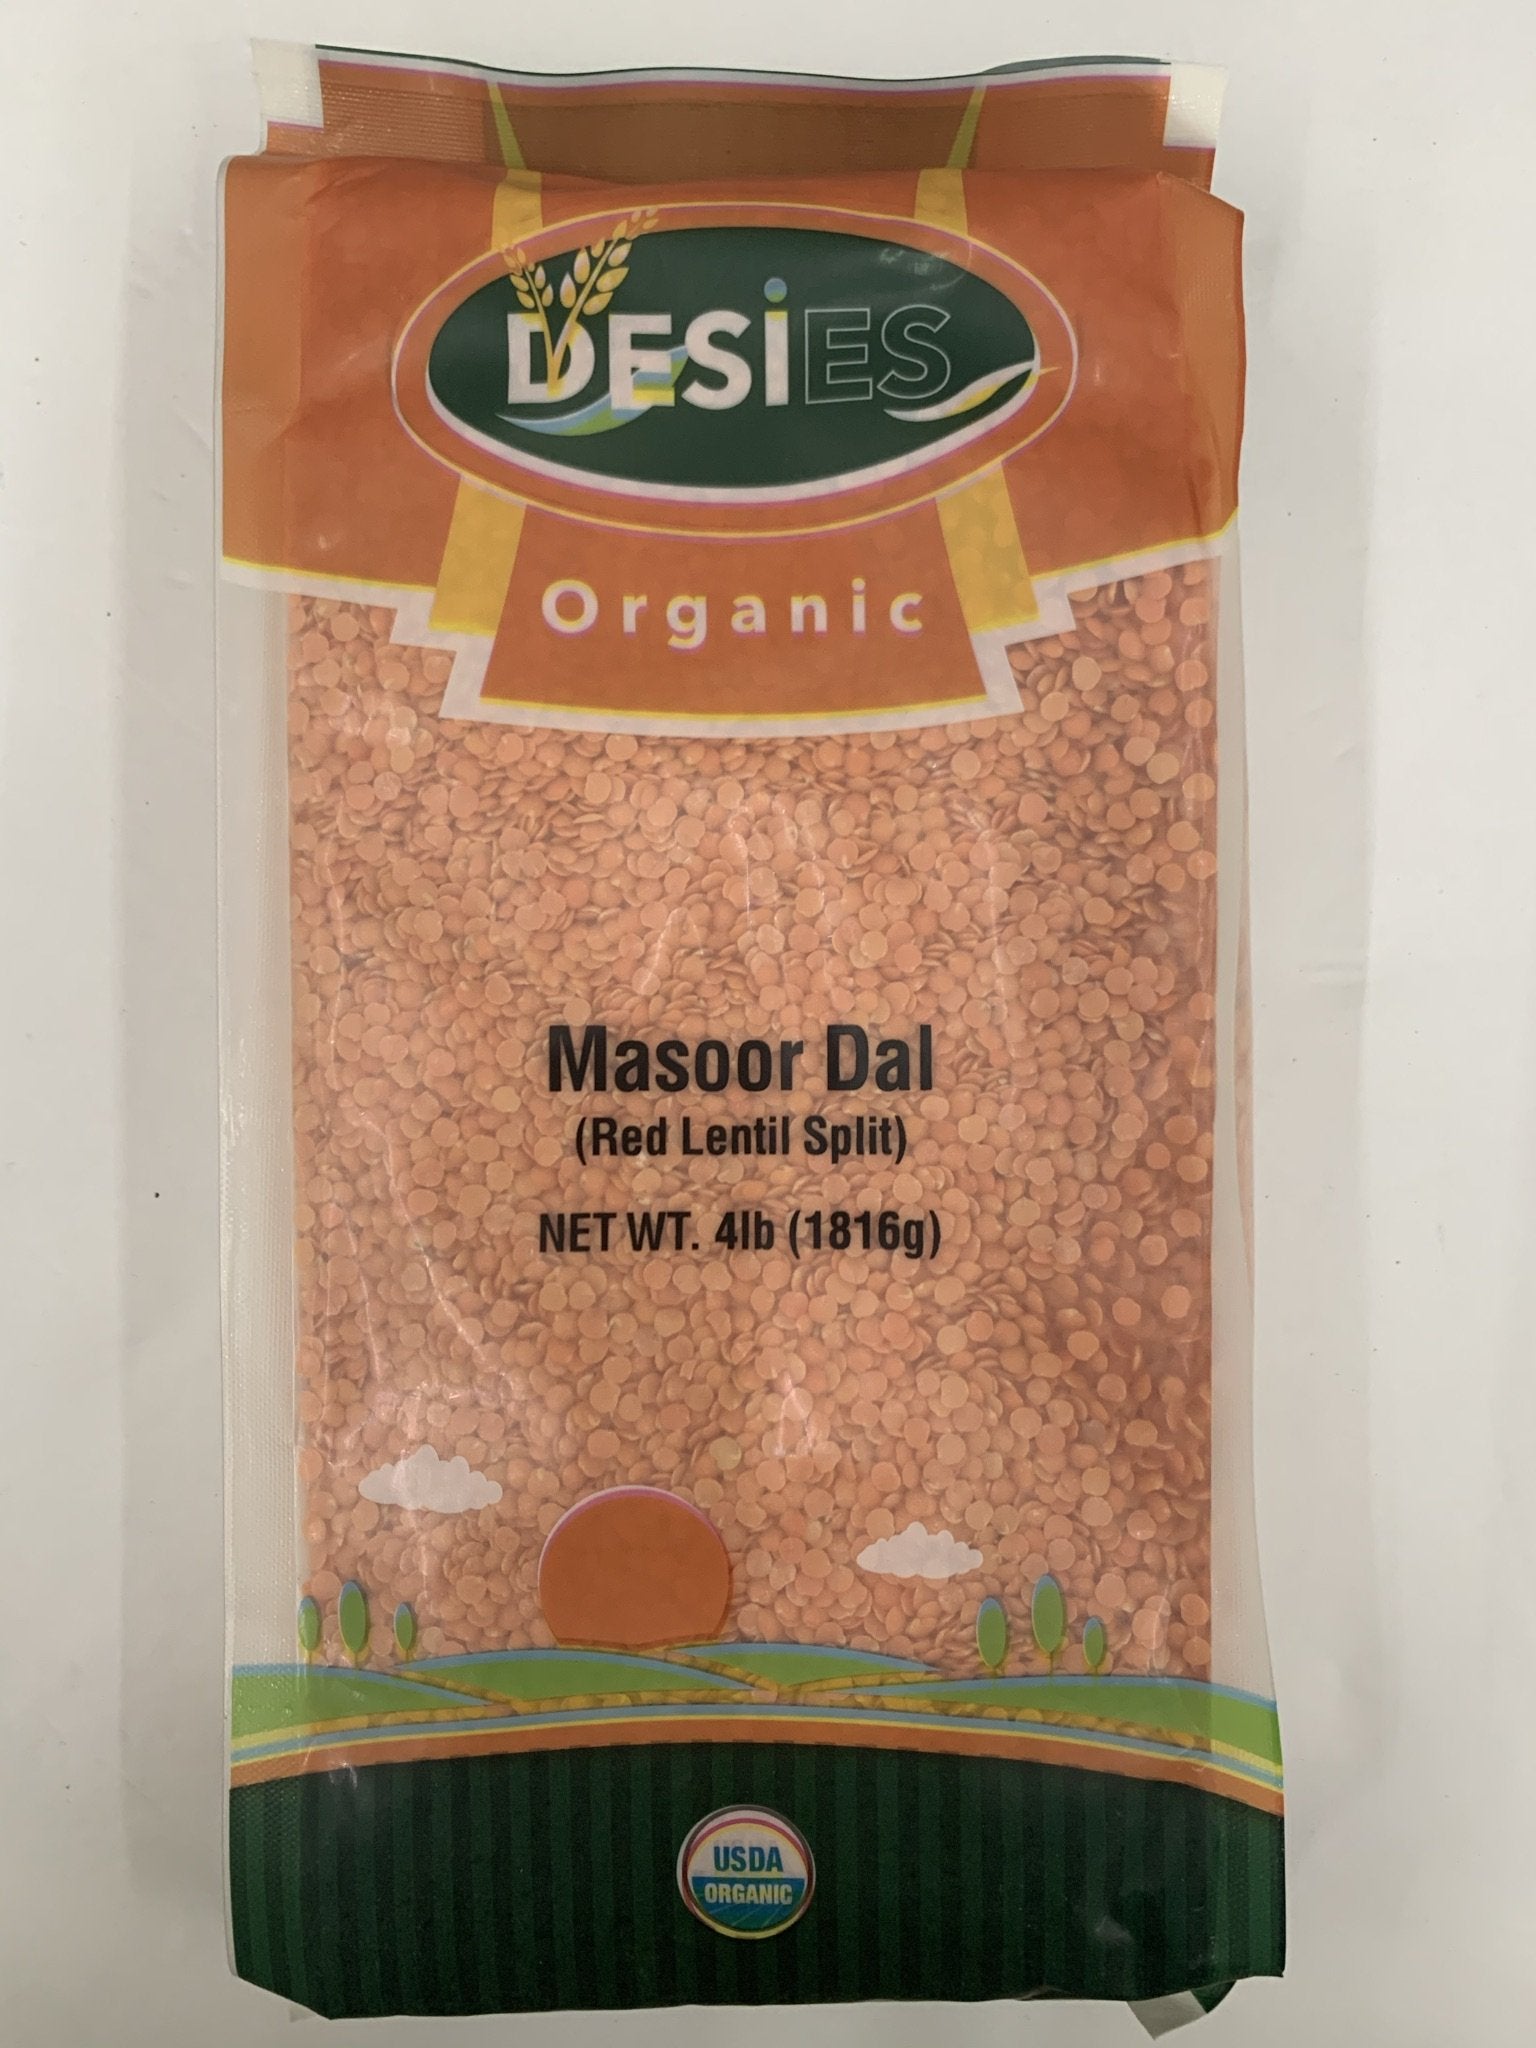 DESiES
Organic
Masoor Dal
(Red Lentil Split)
NET WT. 4lb (1816g)
USDA
ORGANIC